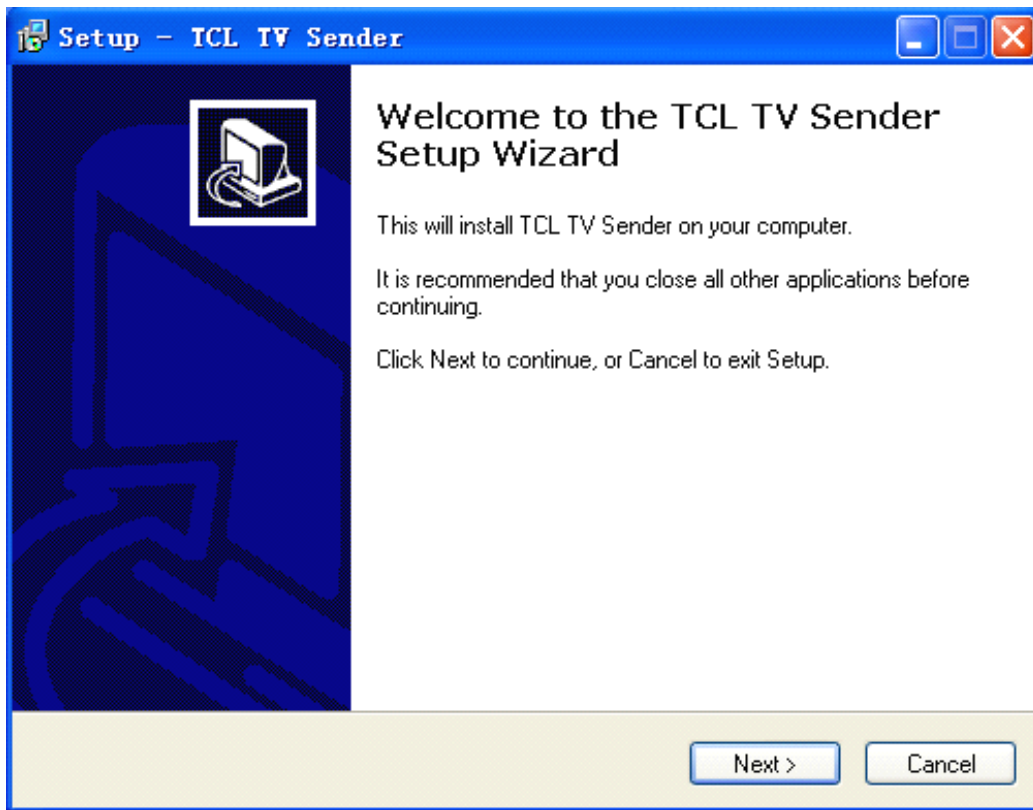 Setup - TCL TV Sender
Welcome to the TCL TV Sender
Setup Wizard
This will install TCL TV Sender on your computer.
It is recommended that you close all other applications before
continuing.
Click Next to continue, or Cancel to exit Setup.
Next >
Cancel